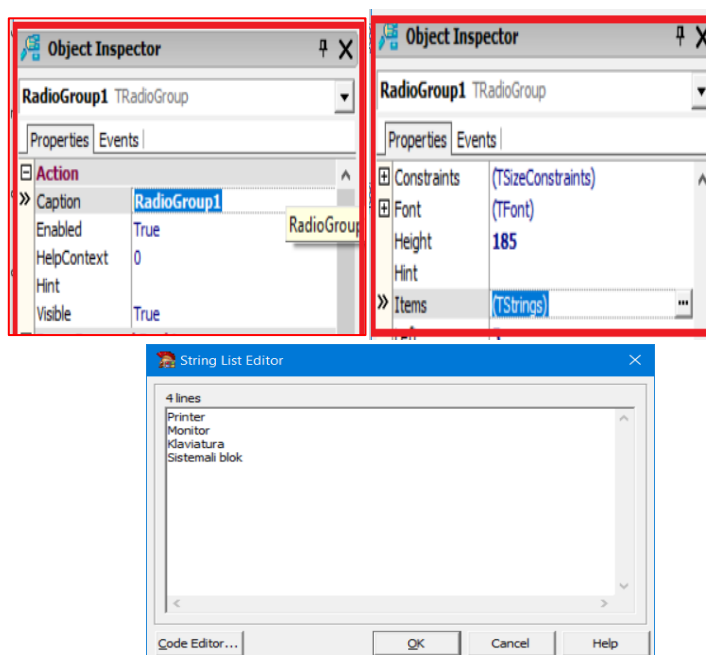 Object Inspector
RadioGroup1 TRadioGroup
Properties Events
Action
Caption RadioGroup1
Enabled True
RadioGroup
HelpContext 0
Hint
Visible True
Object Inspector
RadioGroup1 TRadioGroup
Properties Events
Constraints (TSizeConstraints)
Font (TFont)
Height 185
Hint
Items (TStrings) ...
String List Editor
4 lines
Printer
Monitor
Klaviatura
Sistemali blok
Code Editor... OK Cancel Help